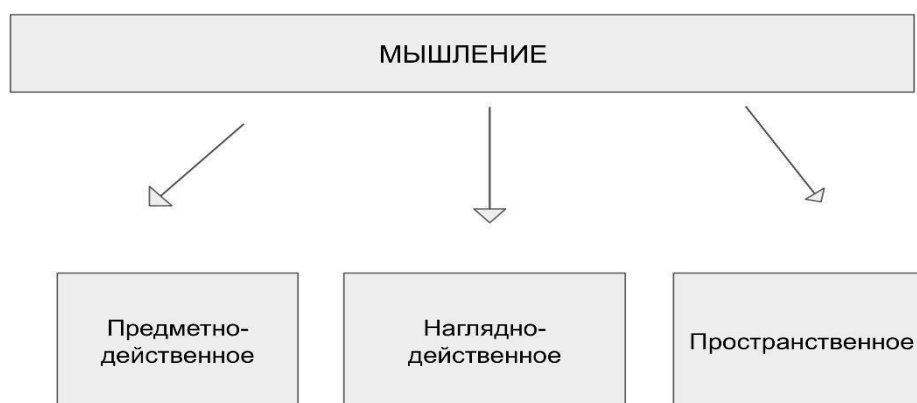 МЫШЛЕНИЕ
Предметно-
действенное
Наглядно-
действенное
Пространственное